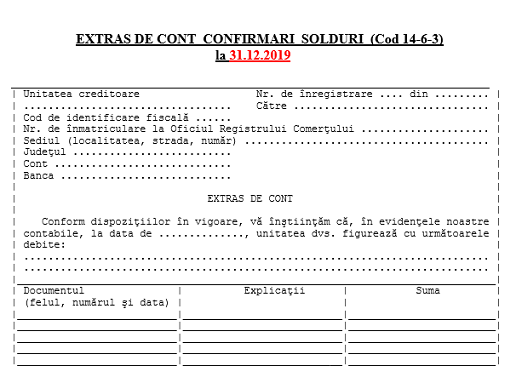 EXTRAS DE CONT CONFIRMARI SOLDURI (Cod 14-6-3)
la 31.12.2019
Unitatea creditoare Nr. de înregistrare .... din .........
................................ Către ..............................
Cod de identificare fiscală ......
Nr. de înmatriculare la Oficiul Registrului Comerţului ....................
Sediul (localitatea, strada, număr) ......................................
Judeţul ........................
Cont ...........................
Banca ..........................
EXTRAS DE CONT
Conform dispoziţiilor în vigoare, vă înştiinţăm că, în evidenţele noastre
contabile, la data de ............., unitatea dvs. figurează cu următoarele
debite:
........................................................................
........................................................................
Documentul Explicaţii Suma
(felul, numărul şi data)